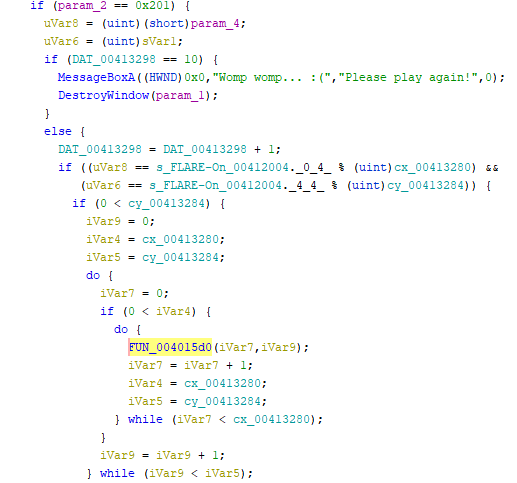 if (param_2 == 0x201) {
uVar8 = (uint)(short)param_4;
uVar6 = (uint)sVar1;
if (DAT_00413298 == 10) {
MessageBoxA((HWND)0x0,"Womp womp... :(","Please play again!",0);
DestroyWindow(param_1);
}
else {
DAT_00413298 = DAT_00413298 + 1;
if ((uVar8 == s_FLARE-On_00412004._0_4_ % (uint)cx_00413280) &&
(uVar6 == s_FLARE-On_00412004._4_4_ % (uint)cy_00413284)) {
if (0 < cy_00413284) {
iVar9 = 0;
iVar4 = cx_00413280;
iVar5 = cy_00413284;
do {
iVar7 = 0;
if (0 < iVar4) {
do {
FUN_004015d0(iVar7,iVar9);
iVar7 = iVar7 + 1;
iVar4 = cx_00413280;
iVar5 = cy_00413284;
} while (iVar7 < cx_00413280);
}
iVar9 = iVar9 + 1;
} while (iVar9 < iVar5);